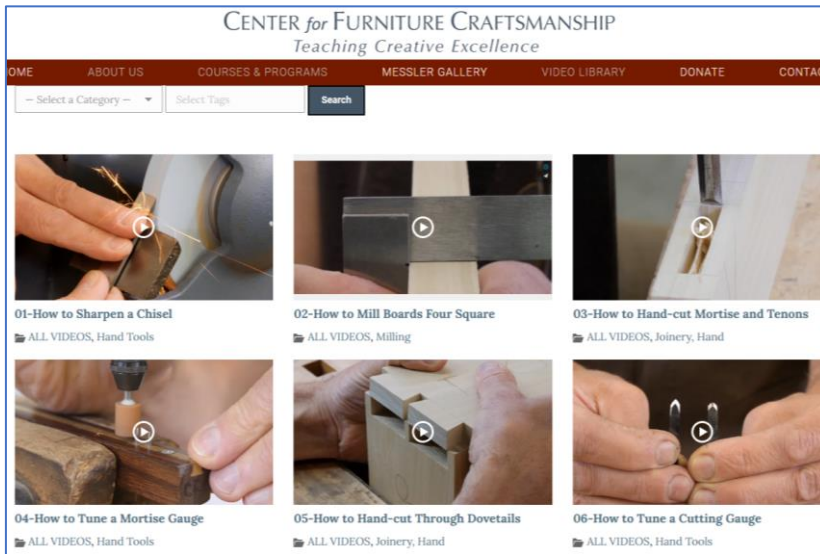 CENTER for FURNITURE CRAFTSMANSHIP
Teaching Creative Excellence
OME ABOUT US COURSES & PROGRAMS MESSLER GALLERY VIDEO LIBRARY DONATE CONTAC
— Select a Category — Select Tags Search
01-How to Sharpen a Chisel 02-How to Mill Boards Four Square 03-How to Hand-cut Mortise and Tenons
ALL VIDEOS, Hand Tools ALL VIDEOS, Milling ALL VIDEOS, Joinery, Hand
04-How to Tune a Mortise Gauge 05-How to Hand-cut Through Dovetails 06-How to Tune a Cutting Gauge
ALL VIDEOS, Hand Tools ALL VIDEOS, Joinery, Hand ALL VIDEOS, Hand Tools